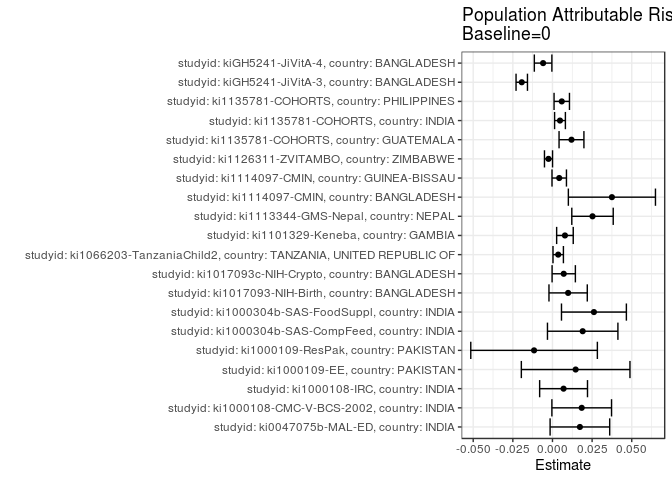 Population Attributable Ris
Baseline=0
studyid: kiGH5241-JiVitA-4, country: BANGLADESH
studyid: kiGH5241-JiVitA-3, country: BANGLADESH
studyid: ki1135781-COHORTS, country: PHILIPPINES
studyid: ki1135781-COHORTS, country: INDIA
studyid: ki1135781-COHORTS, country: GUATEMALA
studyid: ki1126311-ZVITAMBO, country: ZIMBABWE
studyid: ki1114097-CMIN, country: GUINEA-BISSAU
studyid: ki1114097-CMIN, country: BANGLADESH
studyid: ki1113344-GMS-Nepal, country: NEPAL
studyid: ki1101329-Keneba, country: GAMBIA
studyid: ki1066203-TanzaniaChild2, country: TANZANIA, UNITED REPUBLIC OF
studyid: ki1017093c-NIH-Crypto, country: BANGLADESH
studyid: ki1017093-NIH-Birth, country: BANGLADESH
studyid: ki1000304b-SAS-FoodSuppl, country: INDIA
studyid: ki1000304b-SAS-CompFeed, country: INDIA
studyid: ki1000109-ResPak, country: PAKISTAN
studyid: ki1000109-EE, country: PAKISTAN
studyid: ki1000108-IRC, country: INDIA
studyid: ki1000108-CMC-V-BCS-2002, country: INDIA
studyid: ki0047075b-MAL-ED, country: INDIA
-0.050 -0.025 0.000 0.025 0.050
Estimate